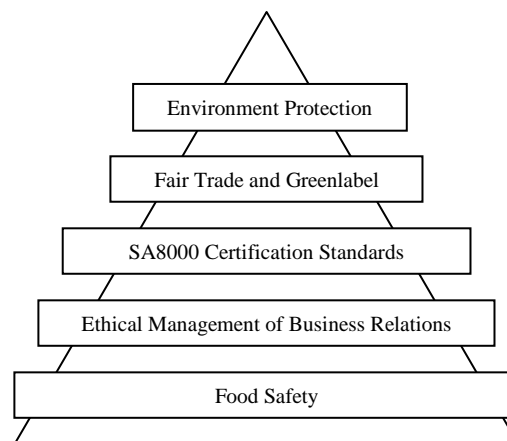 Environment Protection
Fair Trade and Greenlabel
SA8000 Certification Standards
Ethical Management of Business Relations
Food Safety